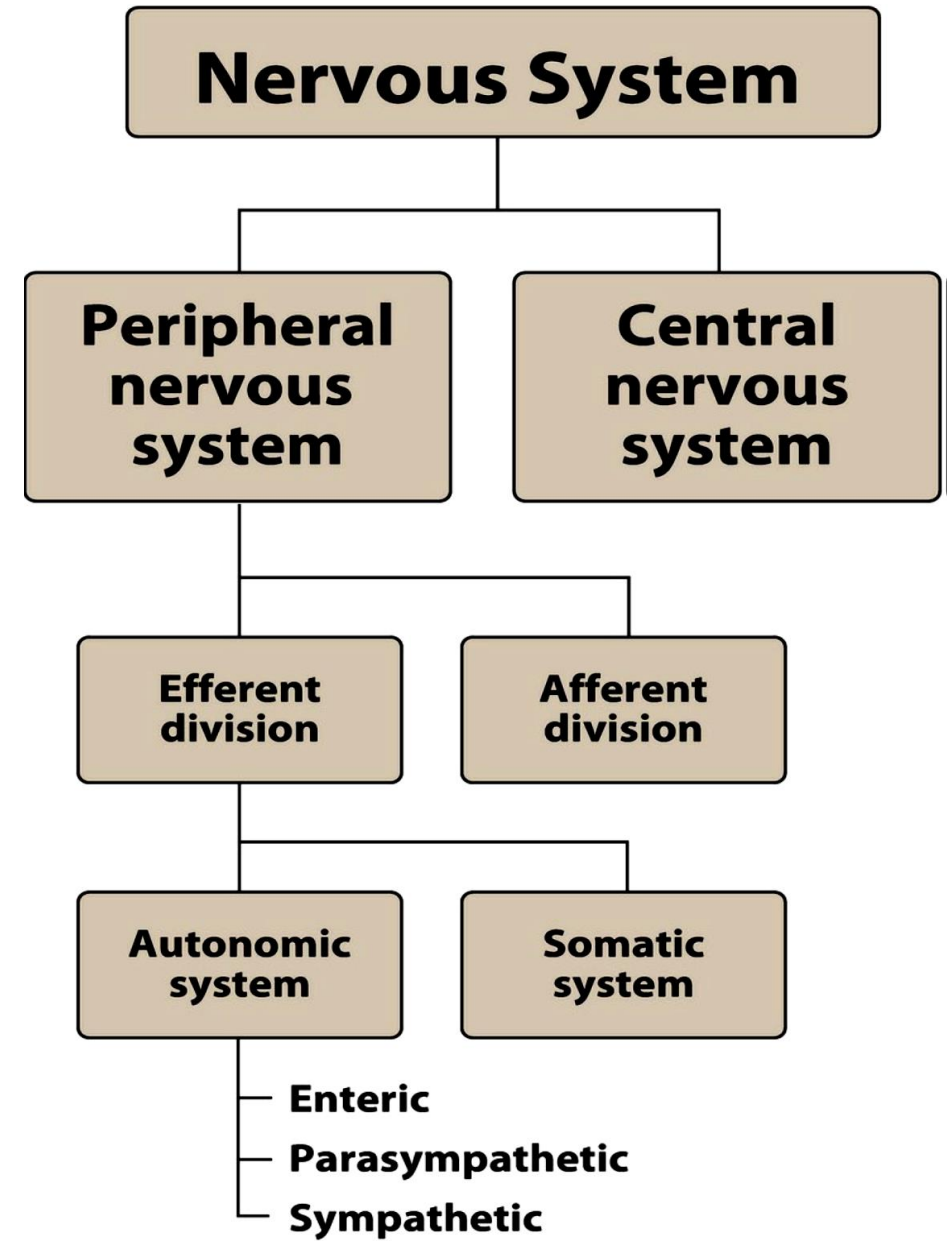 Nervous System
Peripheral
nervous
system
Central
nervous
system
Efferent
division
Afferent
division
Autonomic
system
Somatic
system
Enteric
Parasympathetic
Sympathetic